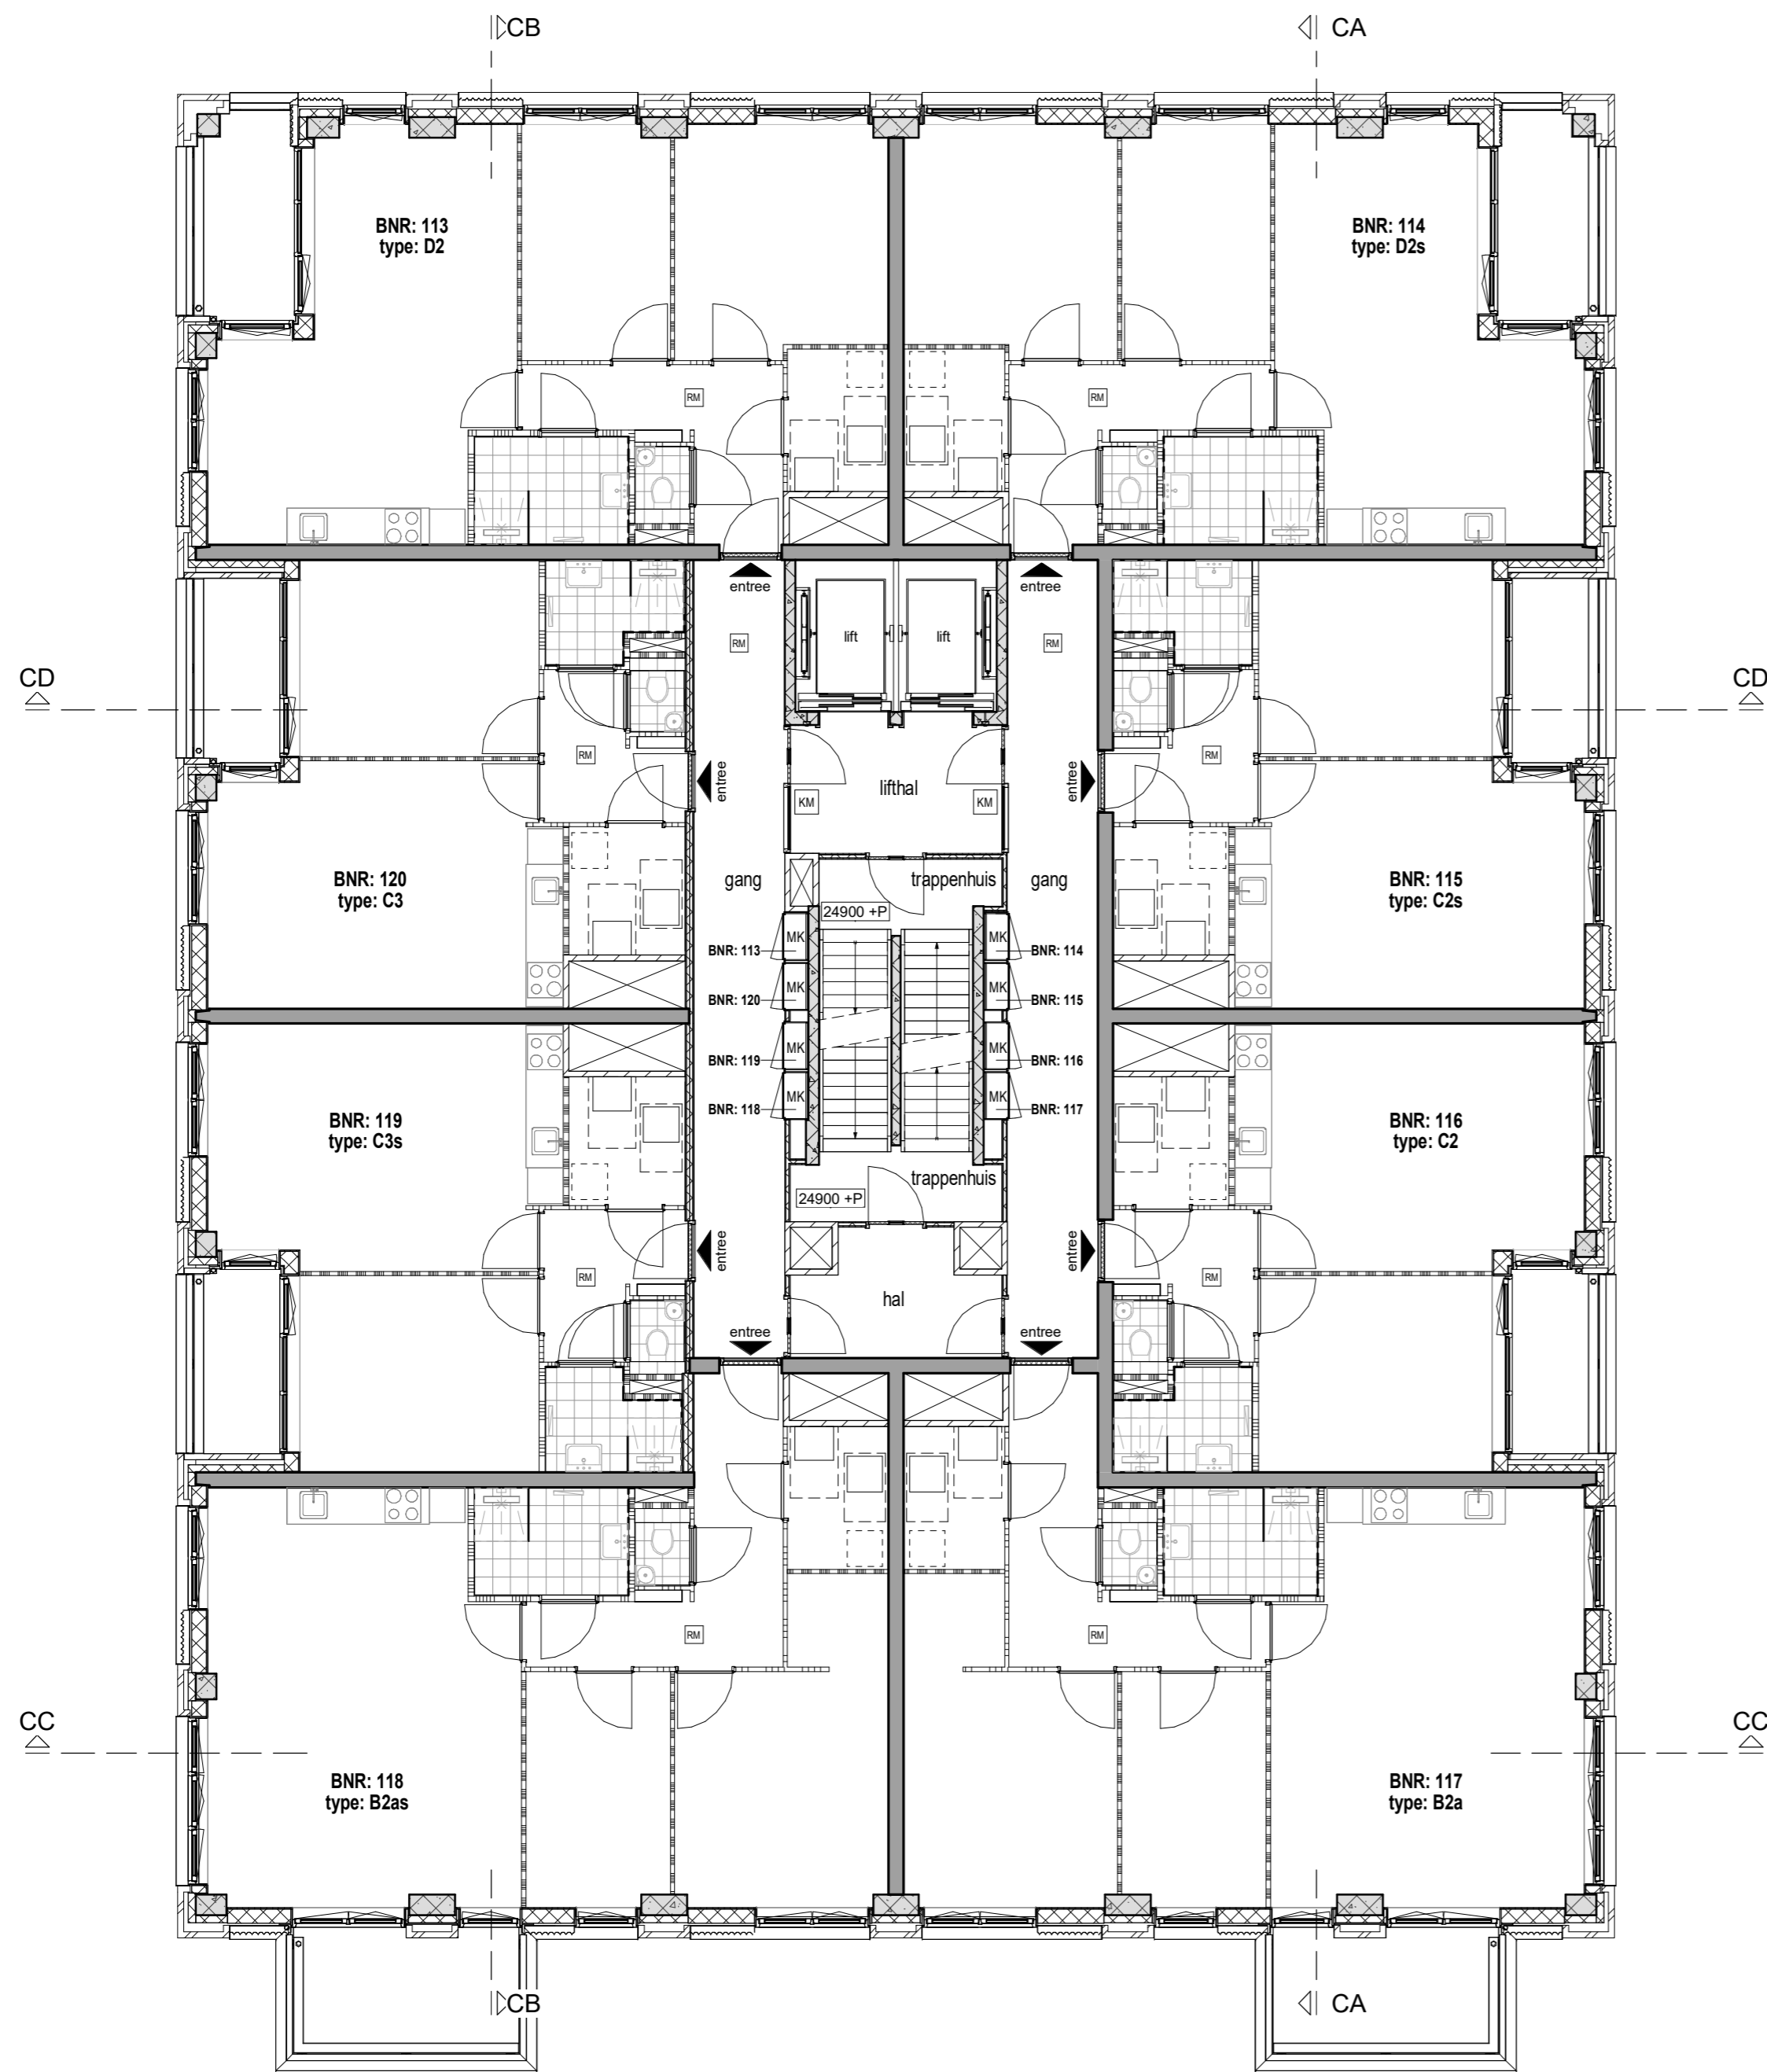 CB
CA
BNR: 113
type: D2
BNR: 114
type: D2s
RM
RM
entree
entree
lift
lift
RM
RM
CD
CD
RM
RM
entree
lifthal
entree
KM
KM
BNR: 120
type: C3
gang
trappenhuis
gang
BNR: 115
type: C2s
24900 +P
MK
MK
BNR: 113
BNR: 114
MK
MK
BNR: 120
BNR: 115
MK
MK
BNR: 119
BNR: 116
MK
MK
BNR: 118
BNR: 117
BNR: 119
type: C3s
BNR: 116
type: C2
trappenhuis
24900 +P
entree
entree
RM
RM
hal
entree
entree
RM
RM
CC
CC
BNR: 118
type: B2as
BNR: 117
type: B2a
CB
CA